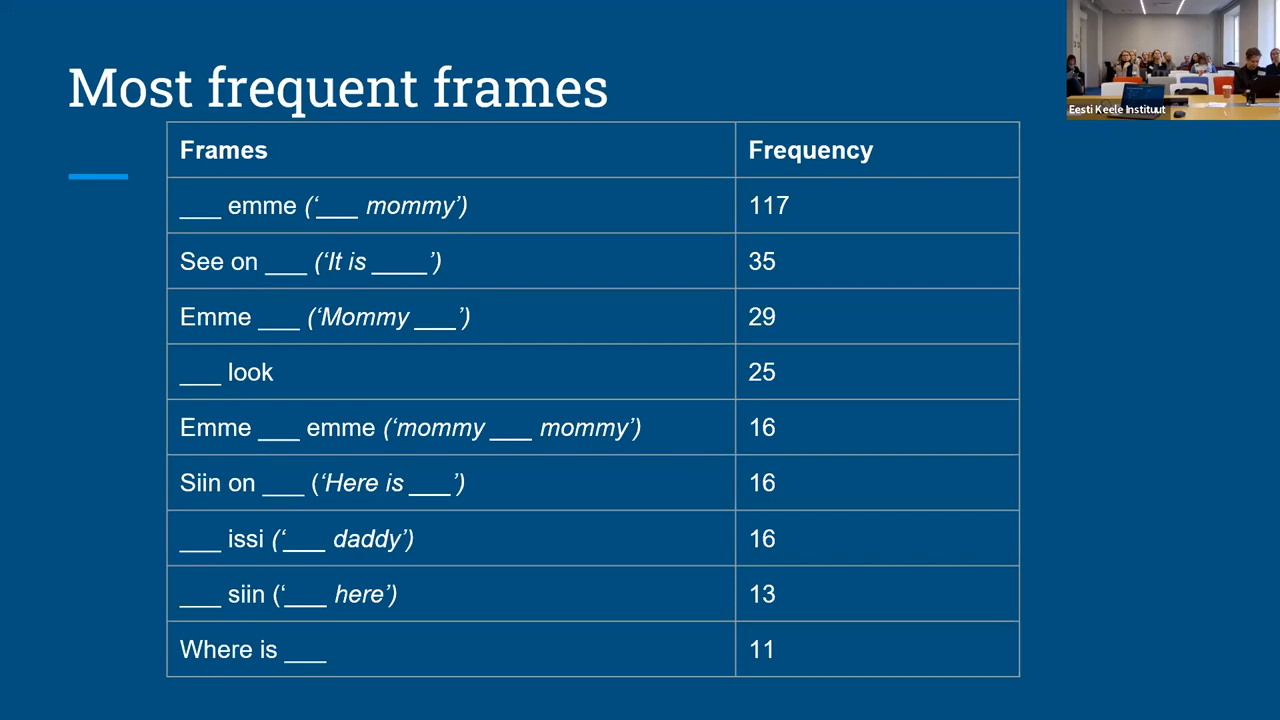 Most frequent frames
Eesti Keele Instituut
Frames Frequency
___ emme (‘___ mommy’) 117
See on ___ (‘It is ____’) 35
Emme ___ (‘Mommy ___’) 29
___ look 25
Emme ___ emme (‘mommy ___ mommy’) 16
Siin on ___ (‘Here is ___’) 16
___ issi (‘___ daddy’) 16
___ siin (‘___ here’) 13
Where is ___ 11